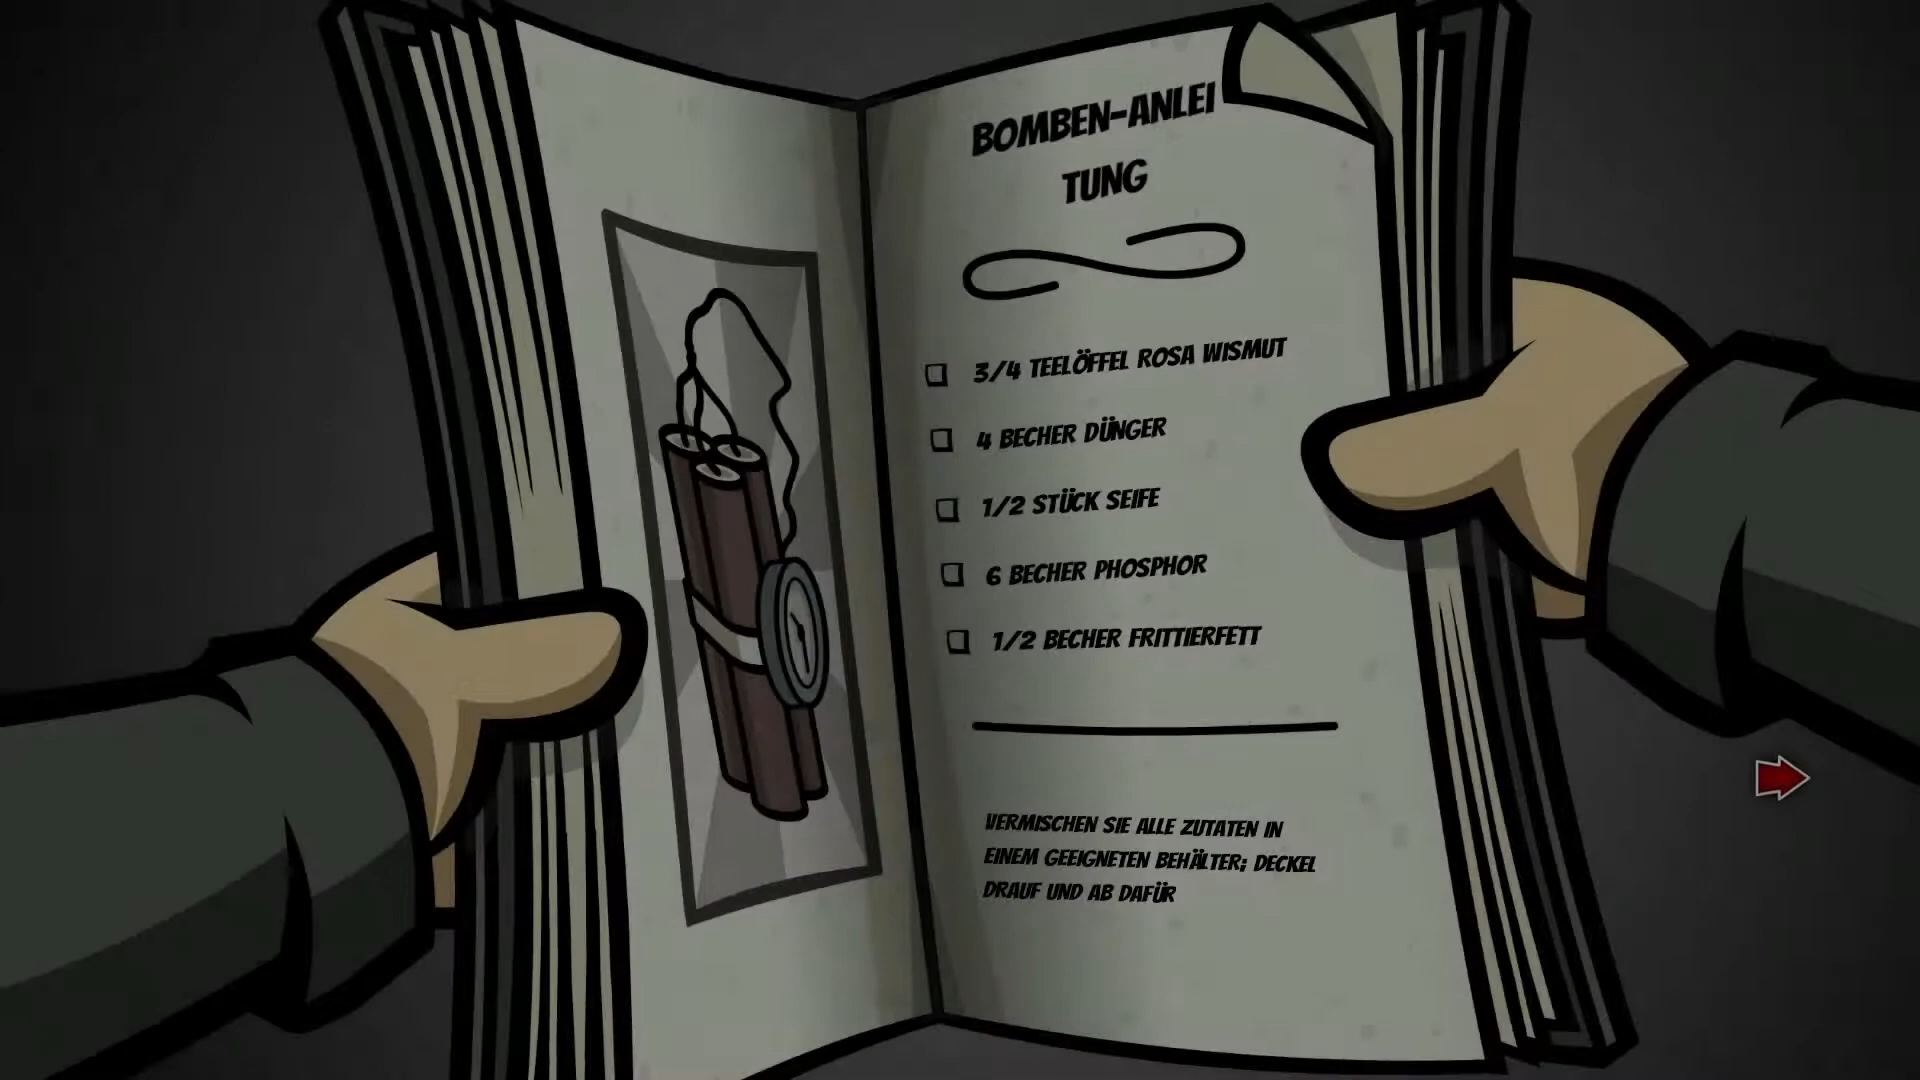 BOMBEN-ANLEI
TUNG
3/4 TEELÖFFEL ROSA WISMUT
4 BECHER DÜNGER
1/2 STÜCK SEIFE
6 BECHER PHOSPHOR
1/2 BECHER FRITTIERFETT
VERMISCHEN SIE ALLE ZUTATEN IN
EINEM GEEIGNETEN BEHÄLTER; DECKEL
DRAUF UND AB DAFÜR